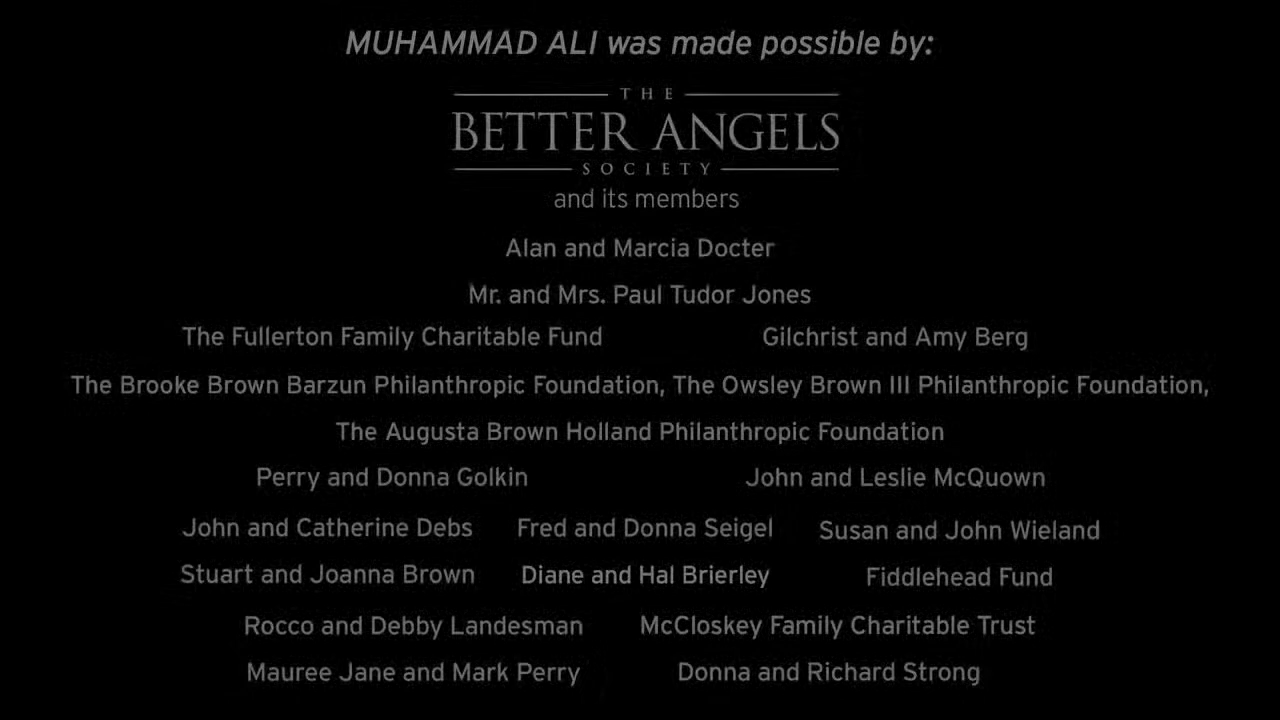 MUHAMMAD ALI was made possible by:
THE
BETTER ANGELS
SOCIETY
and its members
Alan and Marcia Docter
Mr. and Mrs. Paul Tudor Jones
The Fullerton Family Charitable Fund Gilchrist and Amy Berg
The Brooke Brown Barzun Philanthropic Foundation, The Owsley Brown III Philanthropic Foundation,
The Augusta Brown Holland Philanthropic Foundation
Perry and Donna Golkin John and Leslie McQuown
John and Catherine Debs Fred and Donna Seigel Susan and John Wieland
Stuart and Joanna Brown Diane and Hal Brierley Fiddlehead Fund
Rocco and Debby Landesman McCloskey Family Charitable Trust
Mauree Jane and Mark Perry Donna and Richard Strong